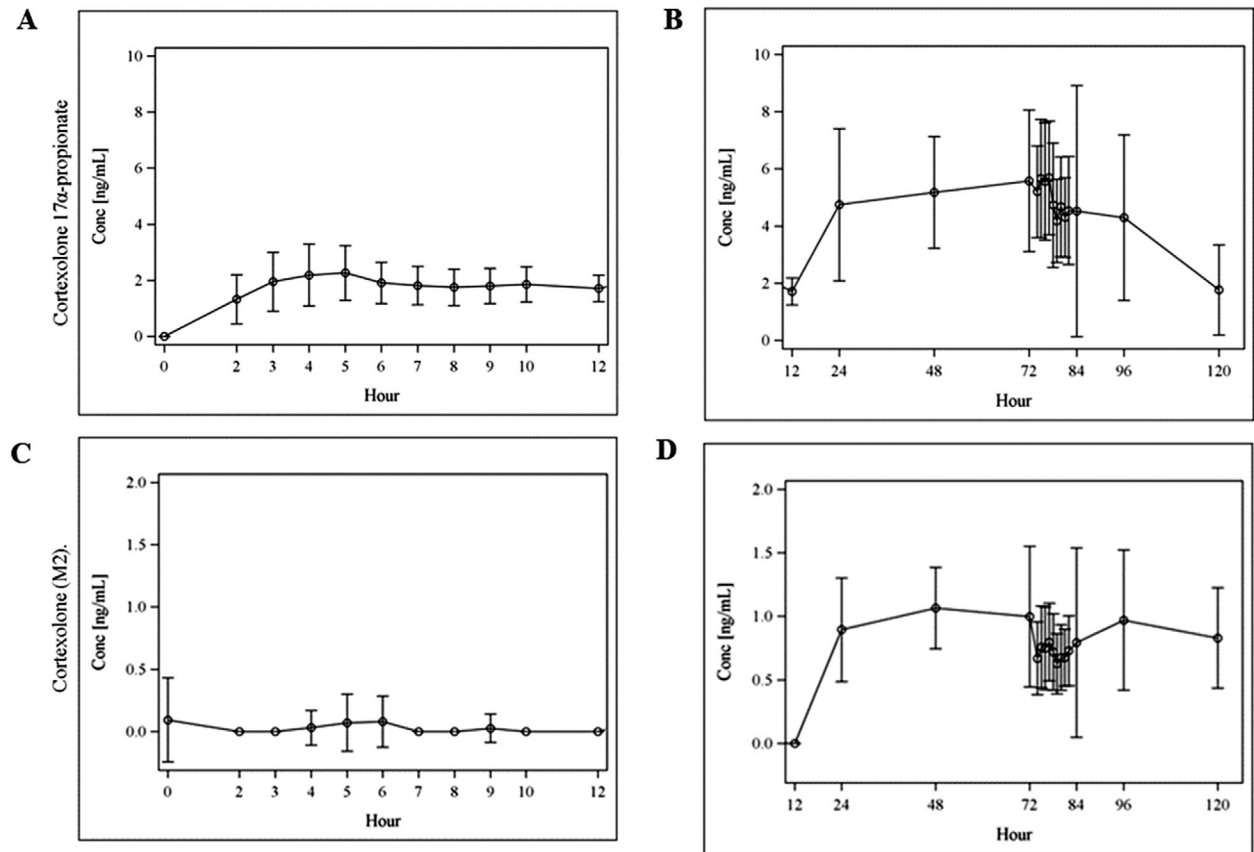 A
Cortexolone 17α-propionate
Conc [ng/mL]
10
8
6
4
2
0
0 2 3 4 5 6 7 8 9 10 12
Hour
B
Conc [ng/mL]
10
8
6
4
2
0
12 24 48 72 84 96 120
Hour
C
Cortexolone (M2).
Conc [ng/mL]
2.0
1.5
1.0
0.5
0.0
0 2 3 4 5 6 7 8 9 10 12
Hour
D
Conc [ng/mL]
2.0
1.5
1.0
0.5
0.0
12 24 48 72 84 96 120
Hour